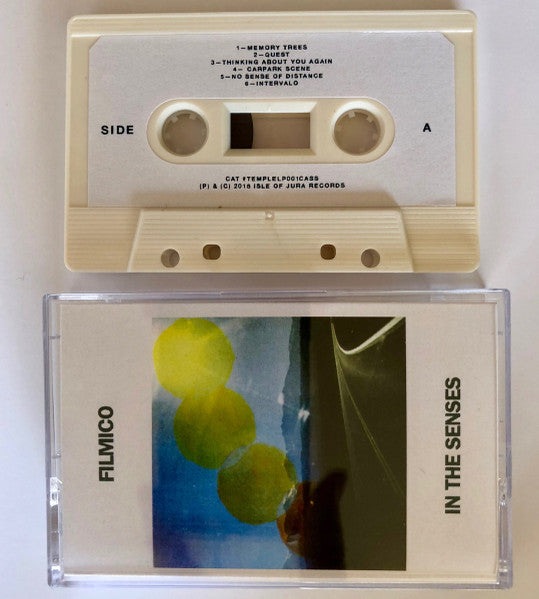 1—MEMORY TREES
2—QUEST
3—THINKING ABOUT YOU AGAIN
4— CARPARK SCENE
5—NO SENSE OF DISTANCE
6—INTERVALO
SIDE A
CAT #TEMPLELP001CASS
(P) & (C) 2018 ISLE OF JURA RECORDS
FILMICO
IN THE SENSES